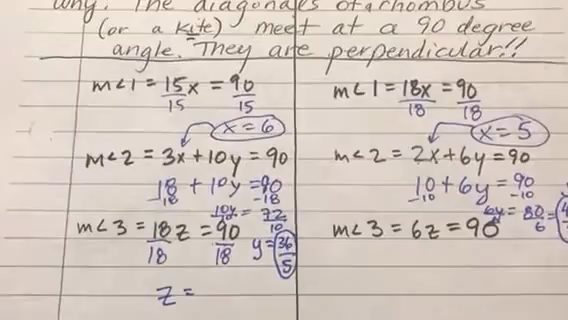 why. The diagonals of a rhombus
(or a kite) meet at a 90 degree
angle. They are perpendicular!!
m∠1 = 15x = 90
15 15
x = 6
m∠2 = 3x + 10y = 90
18 + 10y = 90
-18 -18
10y = 72
10 10
m∠3 = 18z = 90
18 18
y = 36/5
z =
m∠1 = 18x = 90
18 18
x = 5
m∠2 = 2x + 6y = 90
10 + 6y = 90
-10 -10
6y = 80
6 6
=
m∠3 = 6z = 90